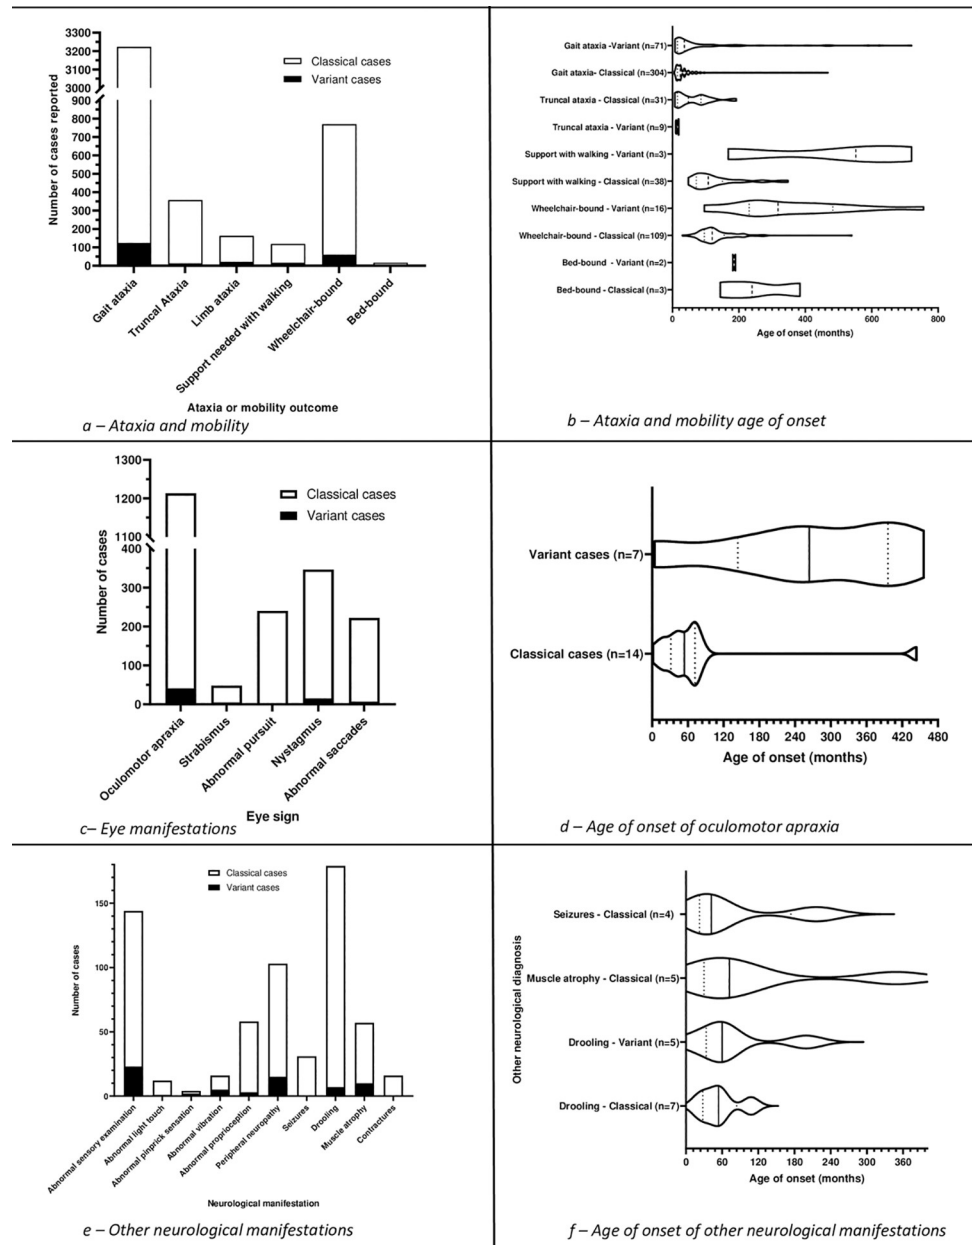 3300
3200
3100
3000
900
800
700
600
500
400
300
200
100
0
Number of cases reported
Classical cases
Variant cases
Gait ataxia
Truncal Ataxia
Limb ataxia
Support needed with walking
Wheelchair-bound
Bed-bound
Ataxia or mobility outcome
a – Ataxia and mobility
Gait ataxia -Variant (n=71)
Gait ataxia- Classical (n=304)
Truncal ataxia - Classical (n=31)
Truncal ataxia - Variant (n=9)
Support with walking - Variant (n=3)
Support with walking - Classical (n=38)
Wheelchair-bound - Variant (n=16)
Wheelchair-bound - Classical (n=109)
Bed-bound - Variant (n=2)
Bed-bound - Classical (n=3)
0 200 400 600 800
Age of onset (months)
b – Ataxia and mobility age of onset
1300
1200
1100
400
300
200
100
0
Number of cases
Classical cases
Variant cases
Oculomotor apraxia
Strabismus
Abnormal pursuit
Nystagmus
Abnormal saccades
Eye sign
c– Eye manifestations
Variant cases (n=7)
Classical cases (n=14)
0 60 120 180 240 300 360 420 480
Age of onset (months)
d – Age of onset of oculomotor apraxia
150
100
50
0
Number of cases
Classical cases
Variant cases
Abnormal sensory examination
Abnormal light touch
Abnormal pinprick sensation
Abnormal vibration
Abnormal proprioception
Peripheral neuropathy
Seizures
Drooling
Muscle atrophy
Contractures
Neurological manifestation
e – Other neurological manifestations
Other neurological diagnosis
Seizures - Classical (n=4)
Muscle atrophy - Classical (n=5)
Drooling - Variant (n=5)
Drooling - Classical (n=7)
0 60 120 180 240 300 360
Age of onset (months)
f – Age of onset of other neurological manifestations